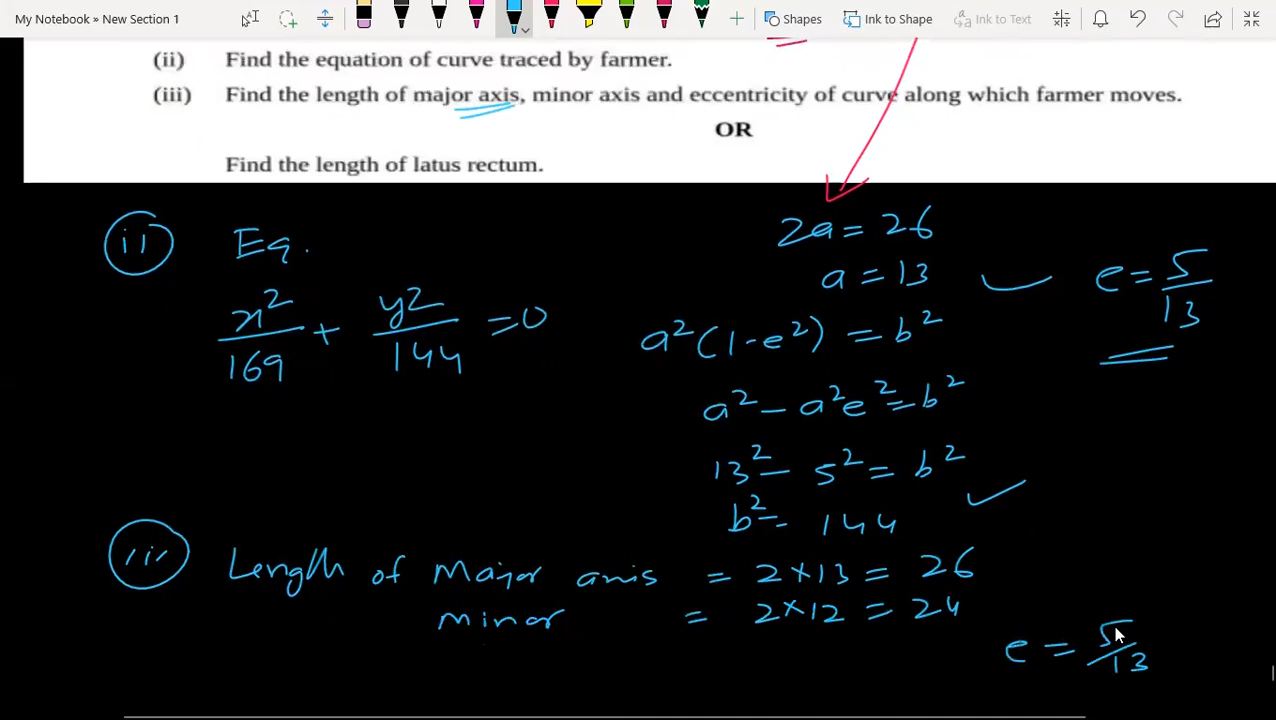 My Notebook » New Section 1
Shapes
Ink to Shape
Ink to Text
(ii) Find the equation of curve traced by farmer.
(iii) Find the length of major axis, minor axis and eccentricity of curve along which farmer moves.
OR
Find the length of latus rectum.
(ii) Eq.
x²/169 + y2/144 = 0
2a = 26
a = 13
e = 5/13
a²(1-e²) = b²
a² - a²e² = b²
13² - 5² = b²
b² = 144
(iii) Length of Major axis = 2×13 = 26
minor = 2×12 = 24
e = 5/13